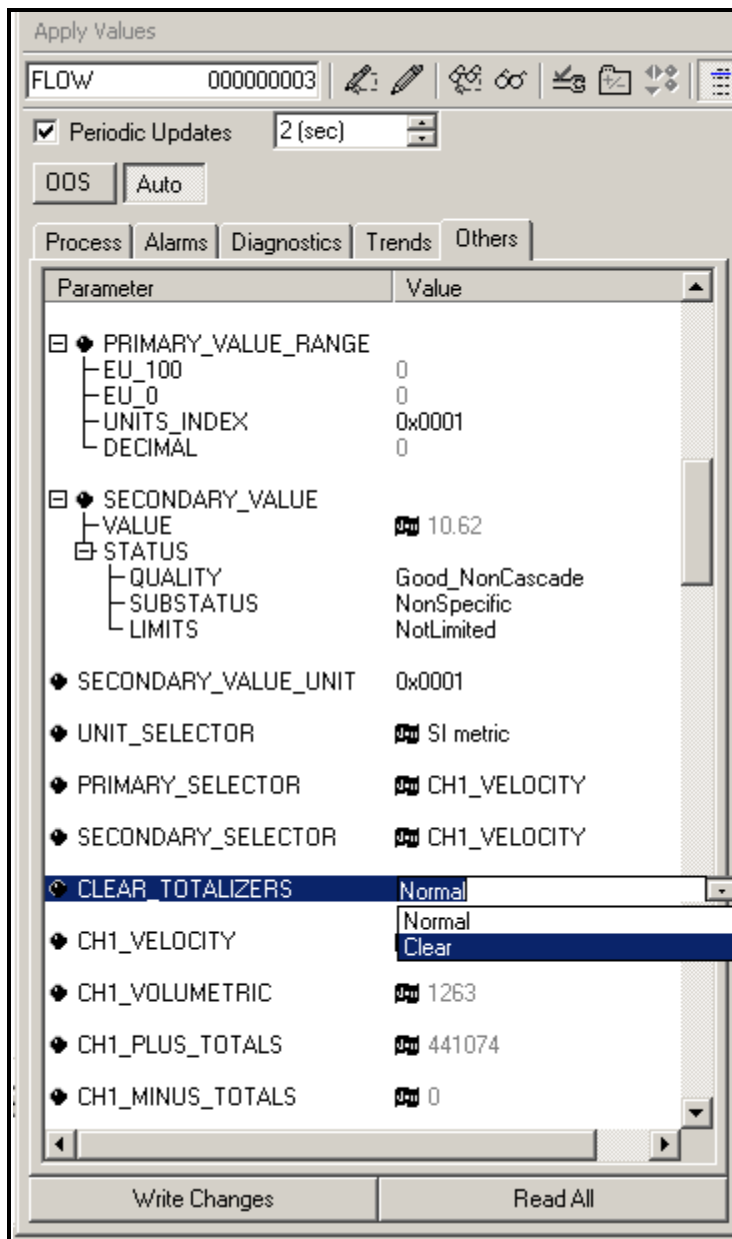 Apply Values
FLOW 000000003
Periodic Updates 2 (sec)
OOS Auto
Process Alarms Diagnostics Trends Others
Parameter Value
PRIMARY_VALUE_RANGE
EU_100 0
EU_0 0
UNITS_INDEX 0x0001
DECIMAL 0
SECONDARY_VALUE
VALUE 10.62
STATUS
QUALITY Good_NonCascade
SUBSTATUS NonSpecific
LIMITS NotLimited
SECONDARY_VALUE_UNIT 0x0001
UNIT_SELECTOR SI metric
PRIMARY_SELECTOR CH1_VELOCITY
SECONDARY_SELECTOR CH1_VELOCITY
CLEAR_TOTALIZERS Normal
Normal
CH1_VELOCITY Clear
CH1_VOLUMETRIC 1263
CH1_PLUS_TOTALS 441074
CH1_MINUS_TOTALS 0
Write Changes Read All